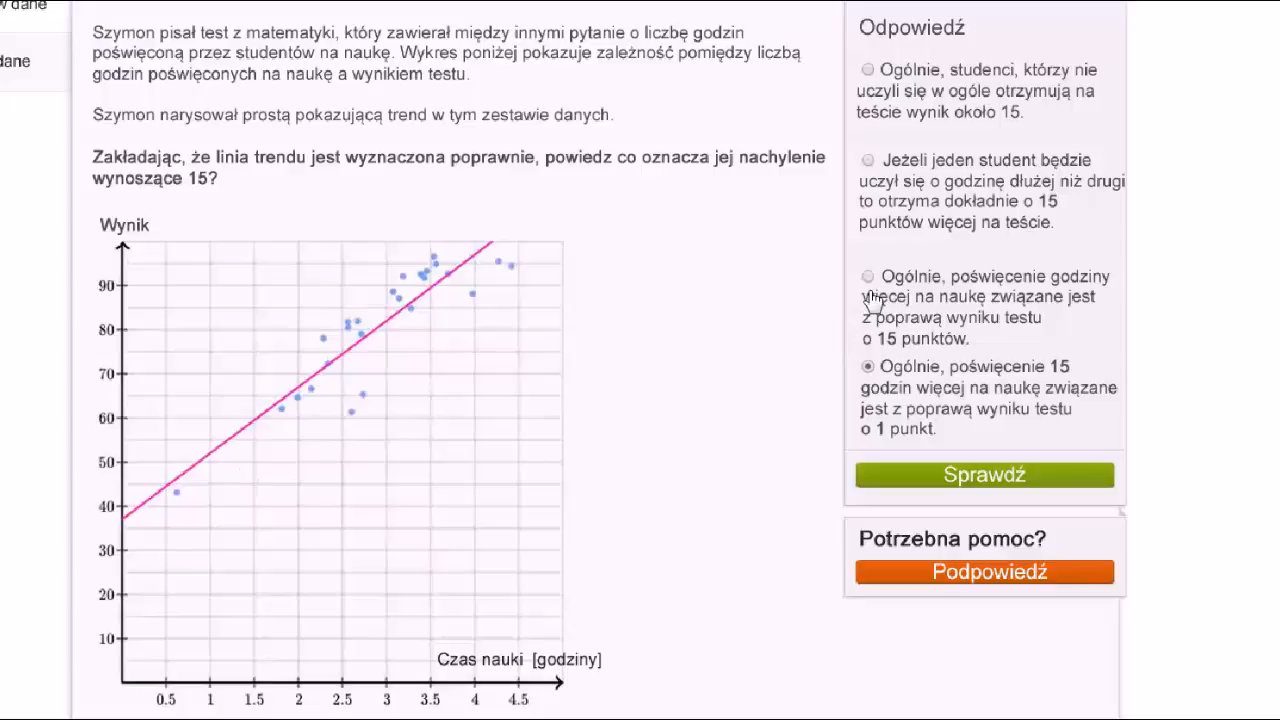 w dane
dane
Szymon pisał test z matematyki, który zawierał między innymi pytanie o liczbę godzin
poświęconą przez studentów na naukę. Wykres poniżej pokazuje zależność pomiędzy liczbą
godzin poświęconych na naukę a wynikiem testu.
Szymon narysował prostą pokazującą trend w tym zestawie danych.
Zakładając, że linia trendu jest wyznaczona poprawnie, powiedz co oznacza jej nachylenie
wynoszące 15?
Wynik
90
80
70
60
50
40
30
20
10
Czas nauki [godziny]
0.5 1 1.5 2 2.5 3 3.5 4 4.5
Odpowiedź
Ogólnie, studenci, którzy nie
uczyli się w ogóle otrzymują na
teście wynik około 15.
Jeżeli jeden student będzie
uczył się o godzinę dłużej niż drugi
to otrzyma dokładnie o 15
punktów więcej na teście.
Ogólnie, poświęcenie godziny
więcej na naukę związane jest
z poprawą wyniku testu
o 15 punktów.
Ogólnie, poświęcenie 15
godzin więcej na naukę związane
jest z poprawą wyniku testu
o 1 punkt.
Sprawdź
Potrzebna pomoc?
Podpowiedź